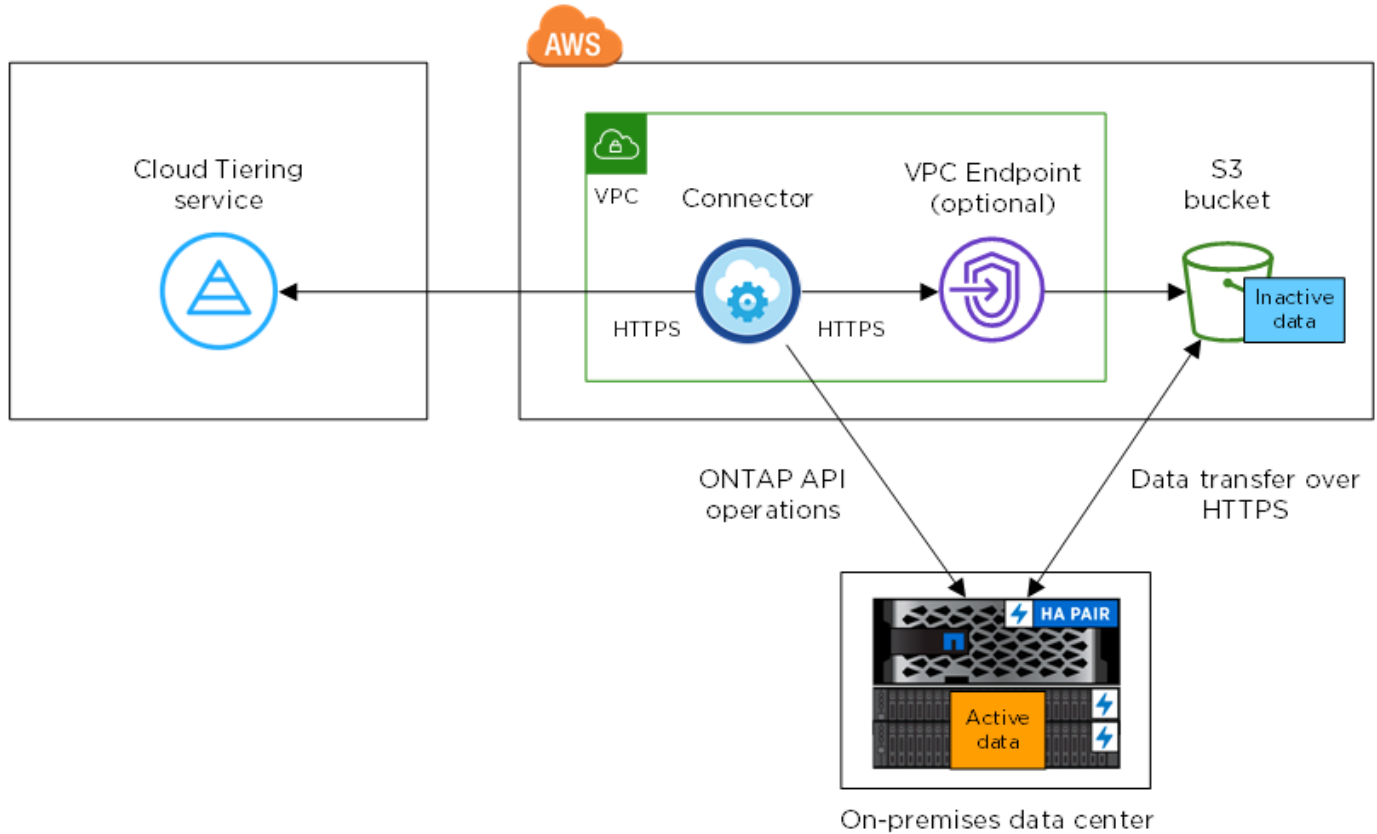 AWS
Cloud Tiering
service
VPC
Connector
VPC Endpoint
(optional)
S3
bucket
HTTPS
HTTPS
Inactive
data
ONTAP API
operations
Data transfer over
HTTPS
HA PAIR
Active
data
On-premises data center